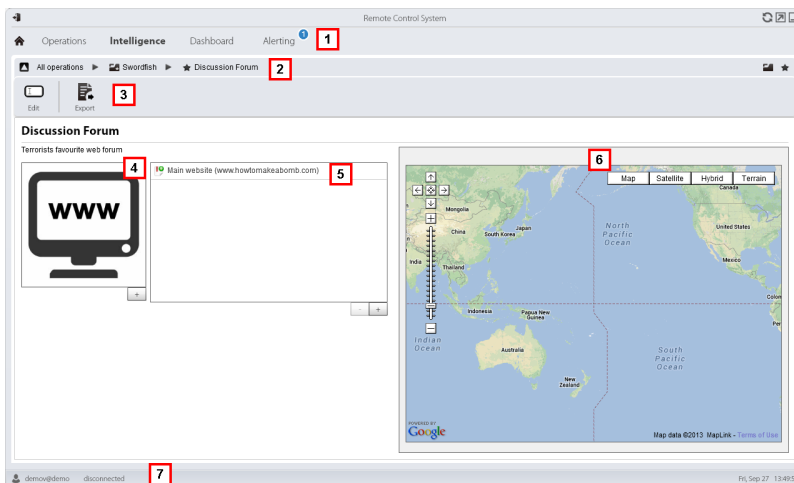 Remote Control System
Operations Intelligence Dashboard Alerting 1 1
All operations Swordfish Discussion Forum 2
Edit Export 3
Discussion Forum
Terrorists favourite web forum
4
WWW
+
Main website (www.howtomakeabomb.com) 5
- +
6
Map Satellite Hybrid Terrain
Canada
Mongolia
North
Pacific
Ocean
United States
China
South Korea
Japan
Mexico
India
Thailand
Indonesia
Papua New
Guinea
Indian
Ocean
Australia
South
Pacific
Ocean
New
Zealand
POWERED BY
Google
Map data ©2013 MapLink - Terms of Use
demov@demo disconnected 7
Fri, Sep 27